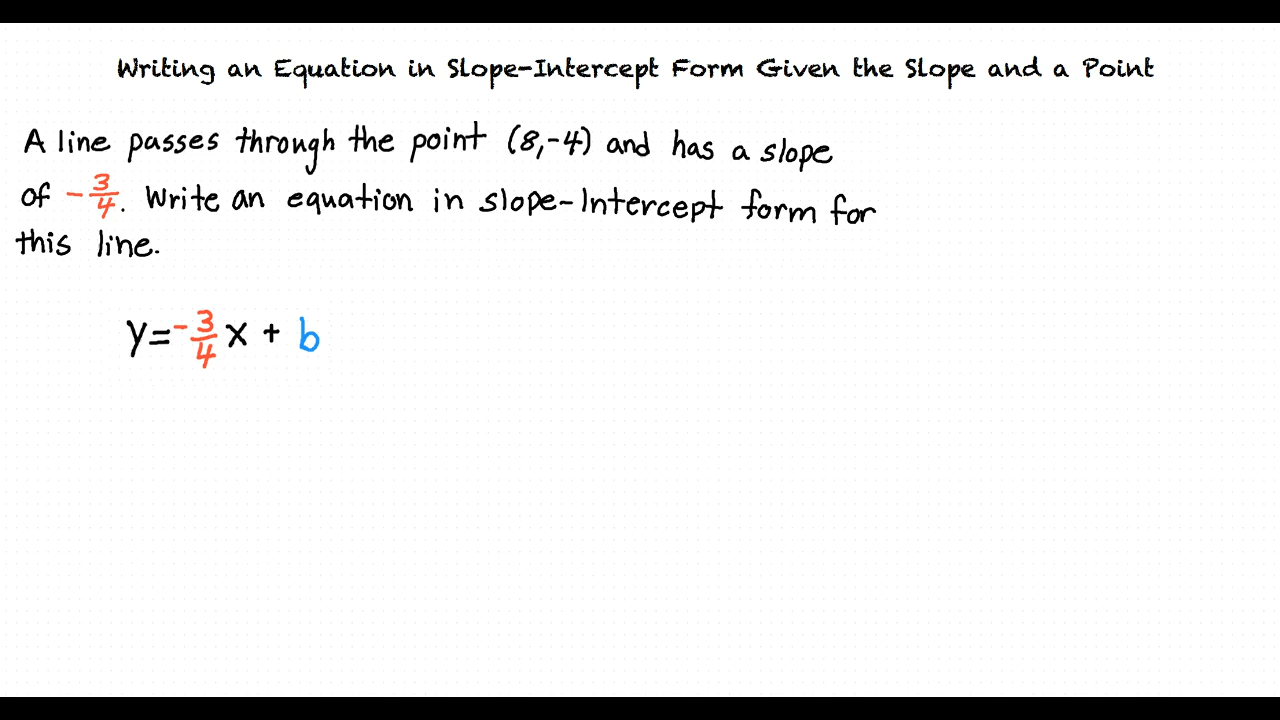 Writing an Equation in Slope-Intercept Form Given the Slope and a Point
A line passes through the point (8,-4) and has a slope
of -3/4. Write an equation in slope-Intercept form for
this line.
y=-3/4x + b